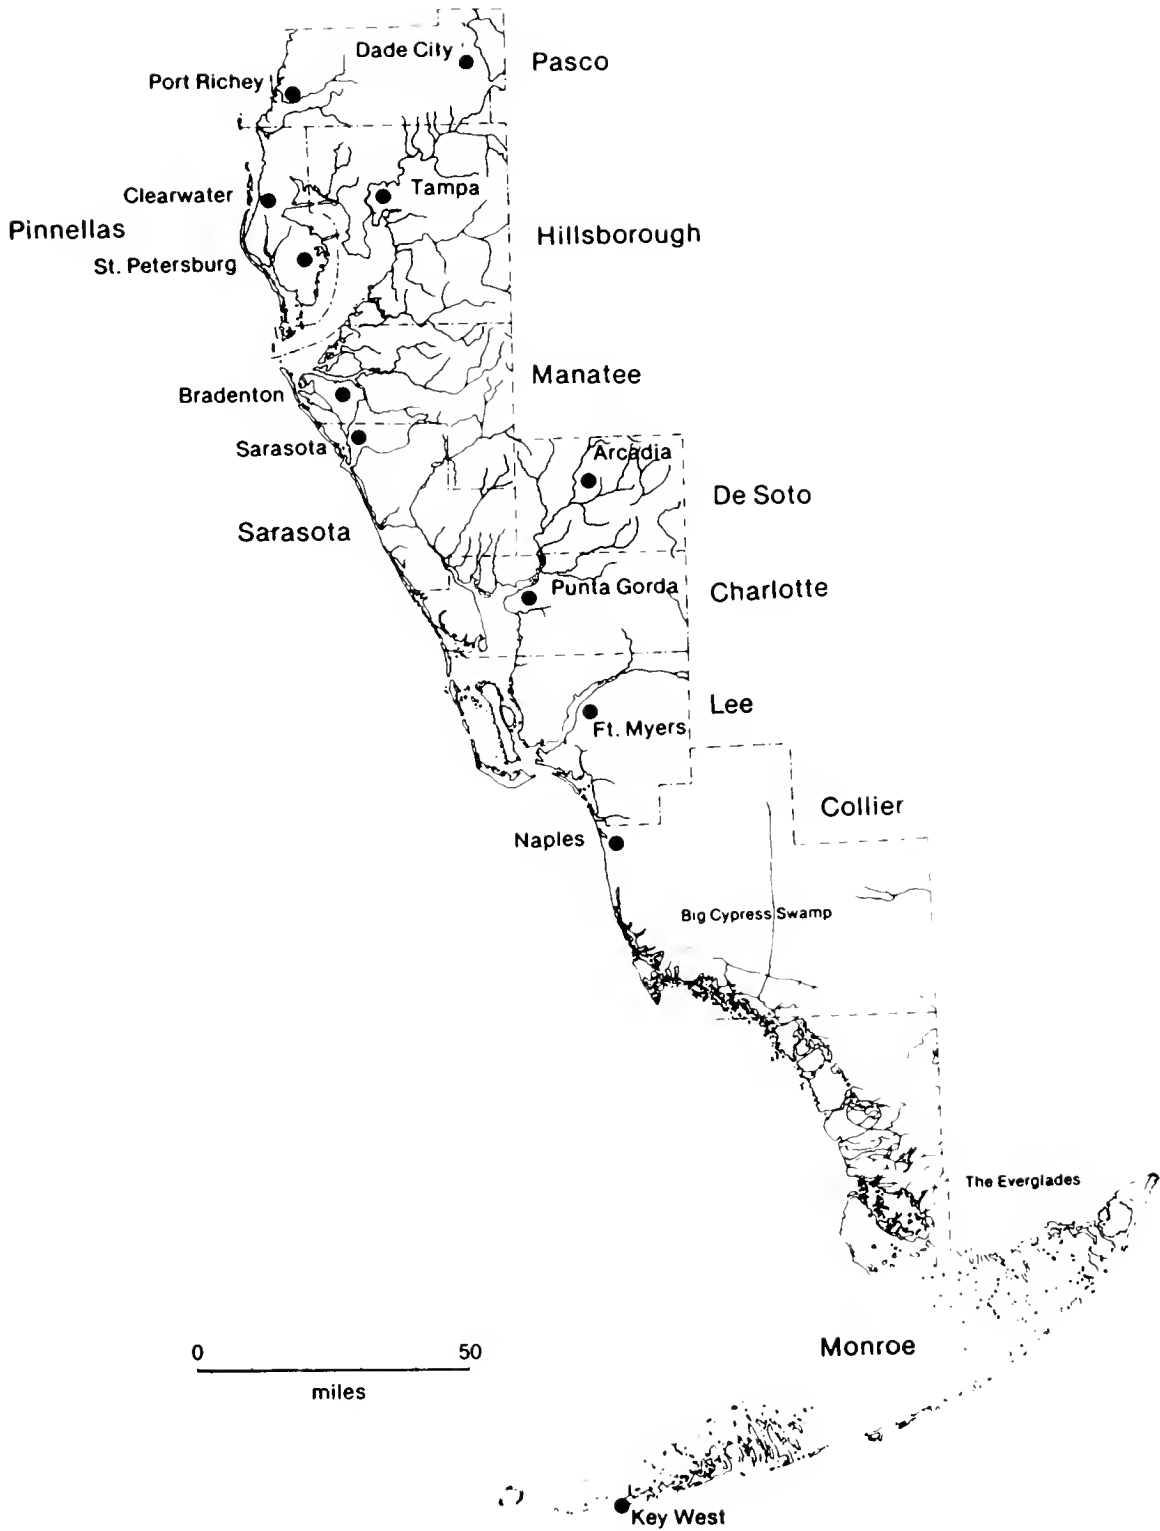 Dade City
Pasco
Port Richey
Clearwater
Tampa
Pinnellas
Hillsborough
St. Petersburg
Manatee
Bradenton
Sarasota
Arcadia
De Soto
Sarasota
Punta Gorda
Charlotte
Lee
Ft. Myers
Collier
Naples
Big Cypress Swamp
The Everglades
Monroe
0 50
miles
Key West